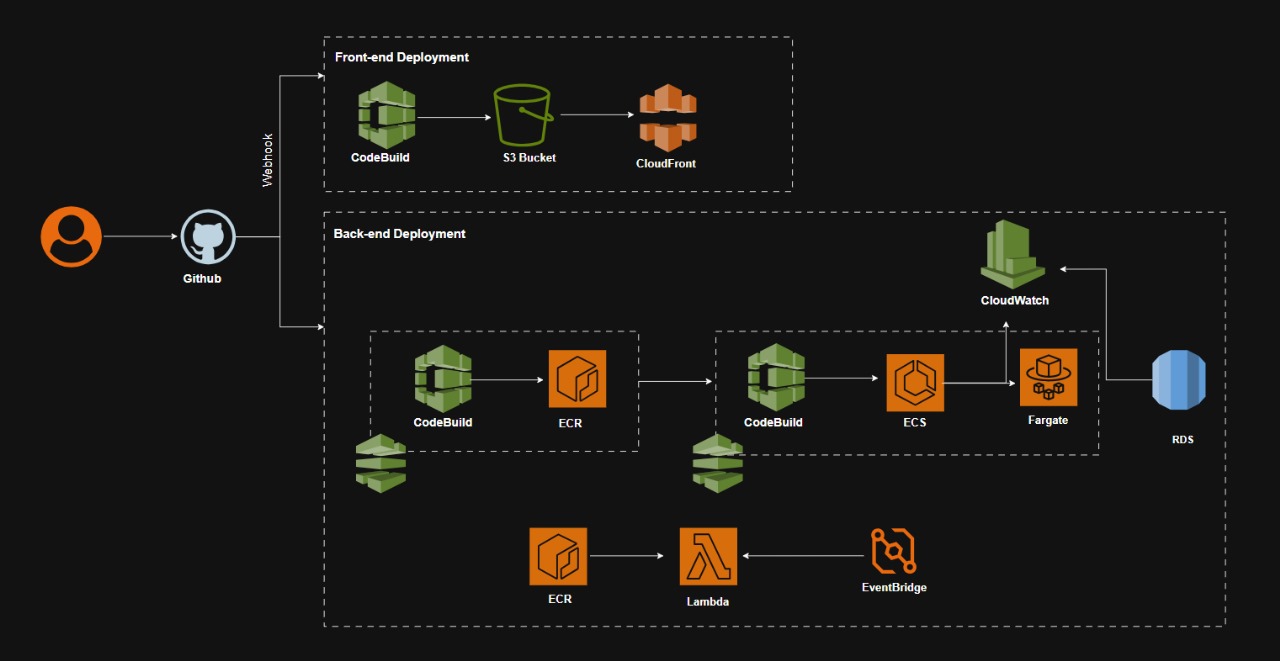 Front-end Deployment
CodeBuild
S3 Bucket
CloudFront
Webhook
Github
Back-end Deployment
CloudWatch
CodeBuild
ECR
CodeBuild
ECS
Fargate
RDS
ECR
Lambda
EventBridge